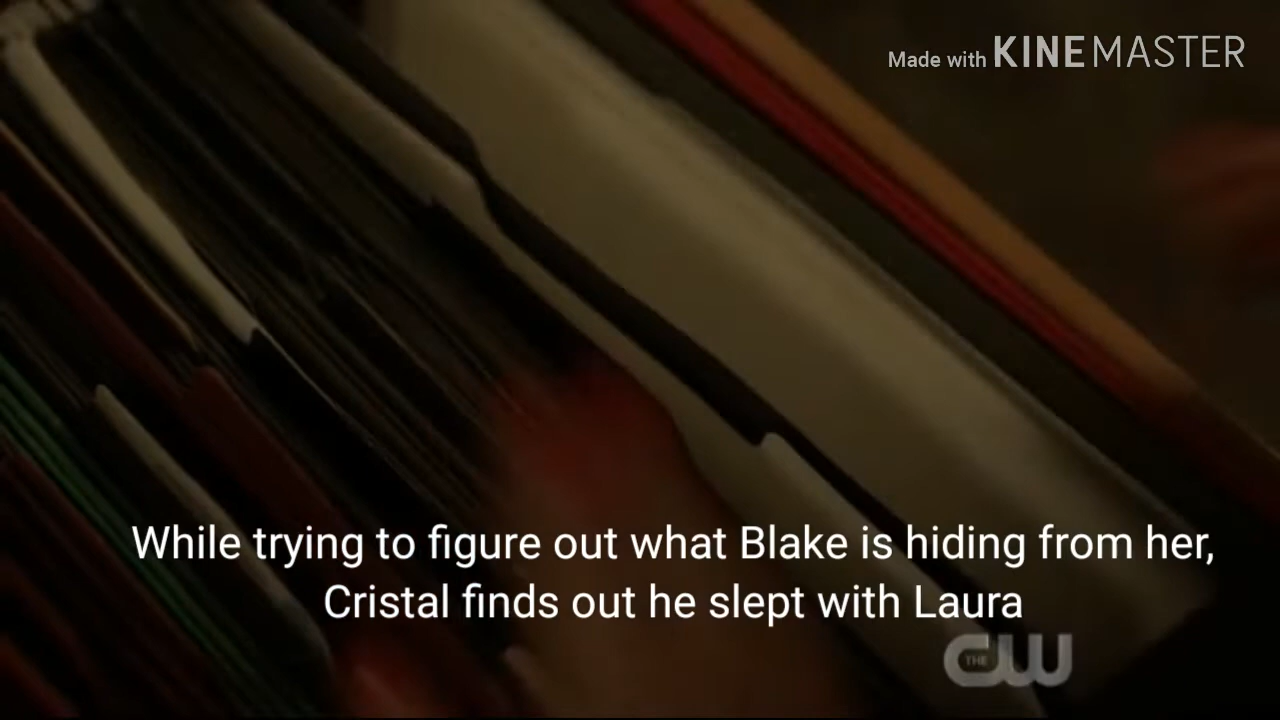 Made with KINEMASTER
While trying to figure out what Blake is hiding from her,
Cristal finds out he slept with Laura
THE CW